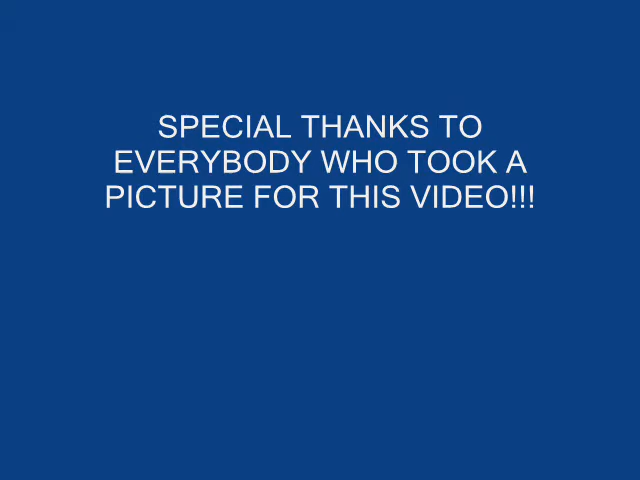 SPECIAL THANKS TO
EVERYBODY WHO TOOK A
PICTURE FOR THIS VIDEO!!!